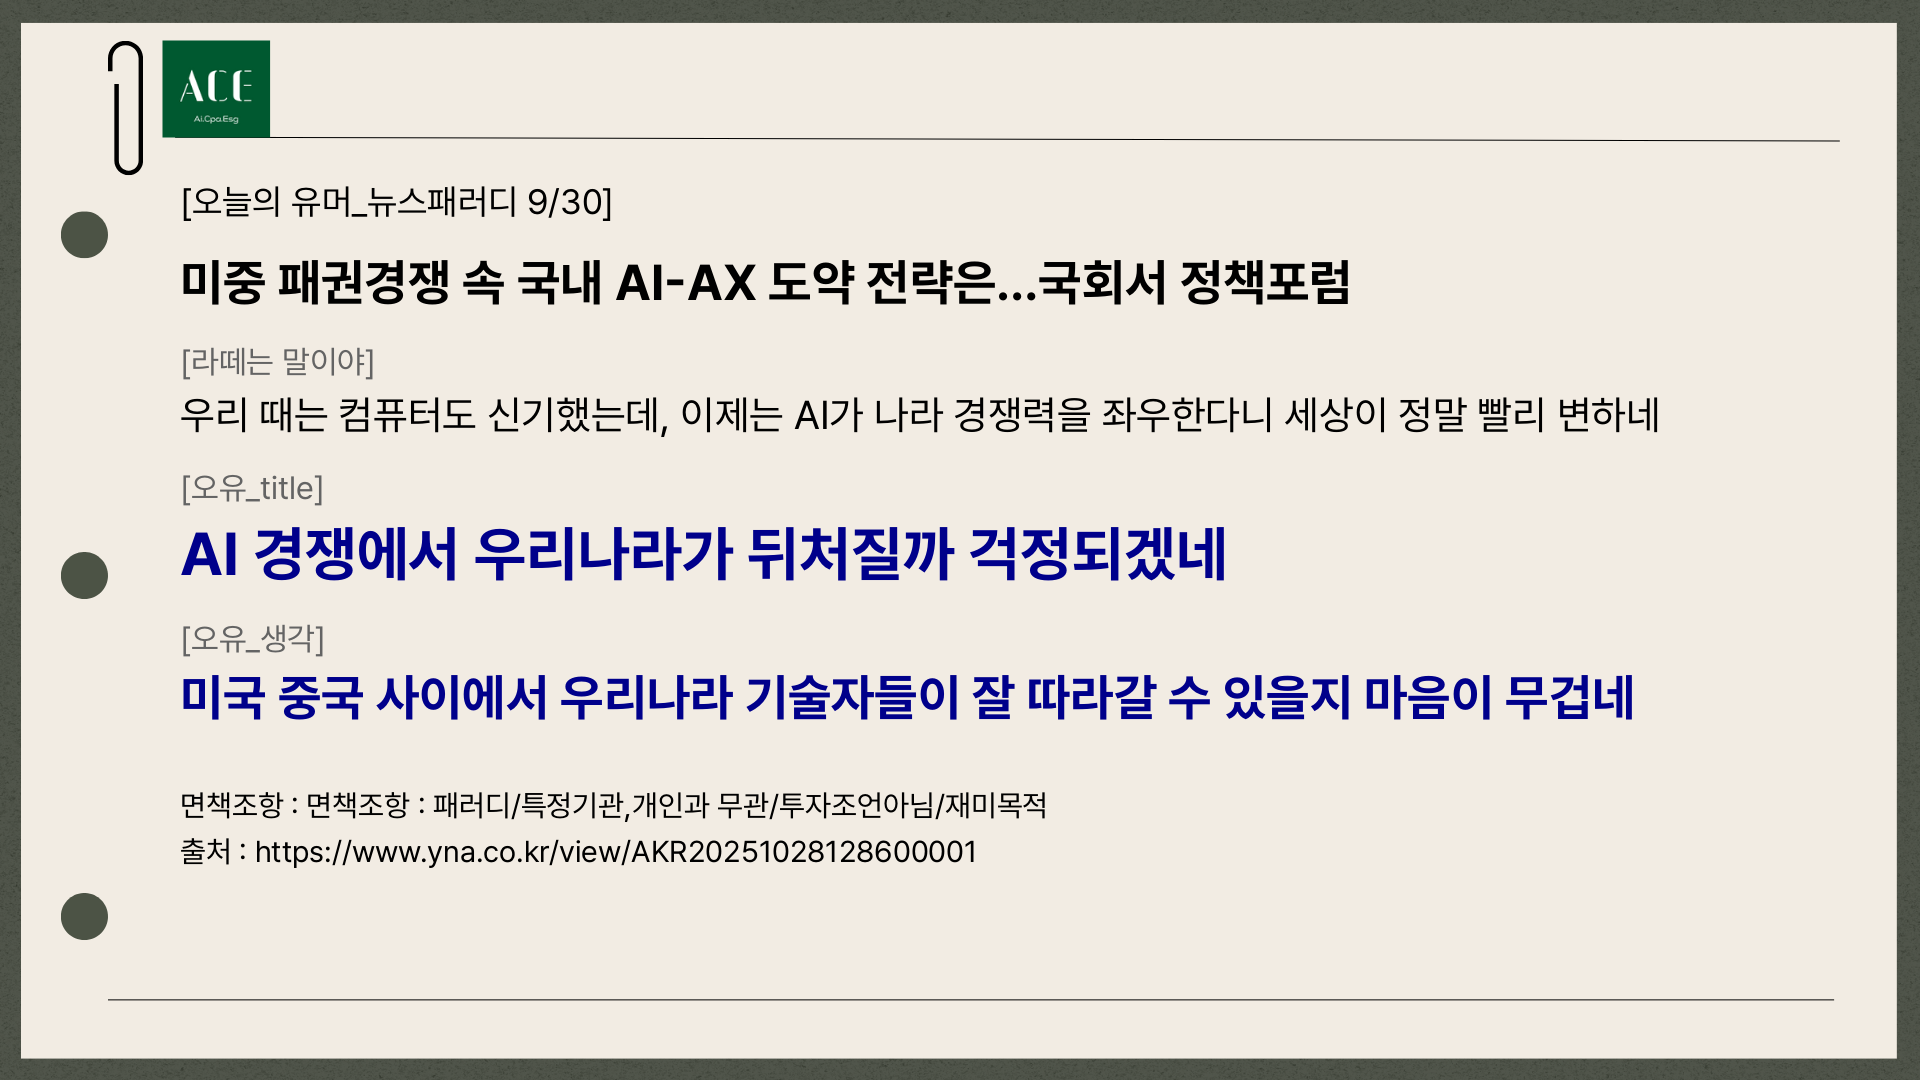 ACE
Ai.Cpa.Esg
[오늘의 유머_뉴스패러디 9/30]
미중 패권경쟁 속 국내 AI-AX 도약 전략은...국회서 정책포럼
[라떼는 말이야]
우리 때는 컴퓨터도 신기했는데, 이제는 AI가 나라 경쟁력을 좌우한다니 세상이 정말 빨리 변하네
[오유_title]
AI 경쟁에서 우리나라가 뒤처질까 걱정되겠네
[오유_생각]
미국 중국 사이에서 우리나라 기술자들이 잘 따라갈 수 있을지 마음이 무겁네
면책조항 : 면책조항 : 패러디/특정기관,개인과 무관/투자조언아님/재미목적
출처 : https://www.yna.co.kr/view/AKR20251028128600001